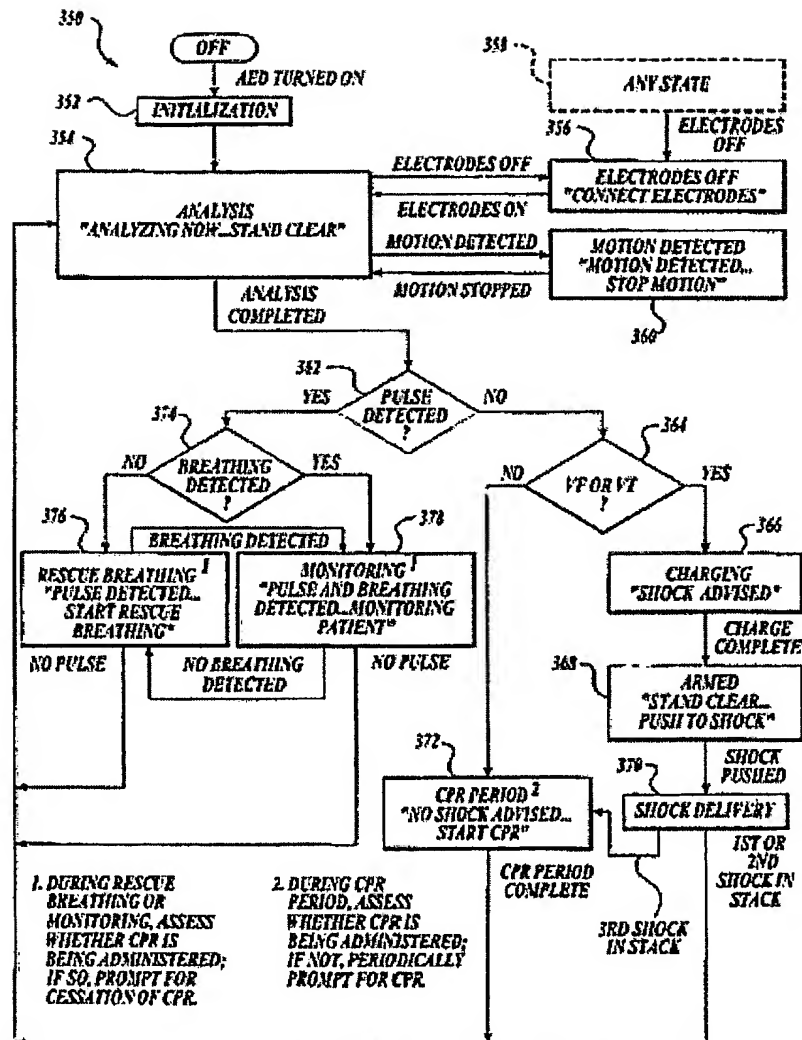 350
OFF
AED TURNED ON
352
INITIALIZATION
354
ANALYSIS
"ANALYZING NOW...STAND CLEAR"
358
ANY STATE
ELECTRODES
OFF
356
ELECTRODES OFF
"CONNECT ELECTRODES"
ELECTRODES OFF
ELECTRODES ON
MOTION DETECTED
MOTION STOPPED
MOTION DETECTED
"MOTION DETECTED...
STOP MOTION"
360
ANALYSIS
COMPLETED
362
PULSE
DETECTED
?
YES
NO
374
BREATHING
DETECTED
?
NO
YES
364
VF OR VT
?
NO
YES
376
RESCUE BREATHING 1
"PULSE DETECTED...
START RESCUE
BREATHING"
BREATHING DETECTED
378
MONITORING 1
"PULSE AND BREATHING
DETECTED...MONITORING
PATIENT"
NO BREATHING
DETECTED
NO PULSE
NO PULSE
366
CHARGING
"SHOCK ADVISED"
CHARGE
COMPLETE
368
ARMED
"STAND CLEAR...
PUSH TO SHOCK"
SHOCK
PUSHED
370
SHOCK DELIVERY
372
CPR PERIOD 2
"NO SHOCK ADVISED...
START CPR"
CPR PERIOD
COMPLETE
1ST OR
2ND
SHOCK IN
STACK
3RD SHOCK
IN STACK
1. DURING RESCUE
BREATHING OR
MONITORING, ASSESS
WHETHER CPR IS
BEING ADMINISTERED;
IF SO, PROMPT FOR
CESSATION OF CPR.
2. DURING CPR
PERIOD, ASSESS
WHETHER CPR IS
BEING ADMINISTERED;
IF NOT, PERIODICALLY
PROMPT FOR CPR.